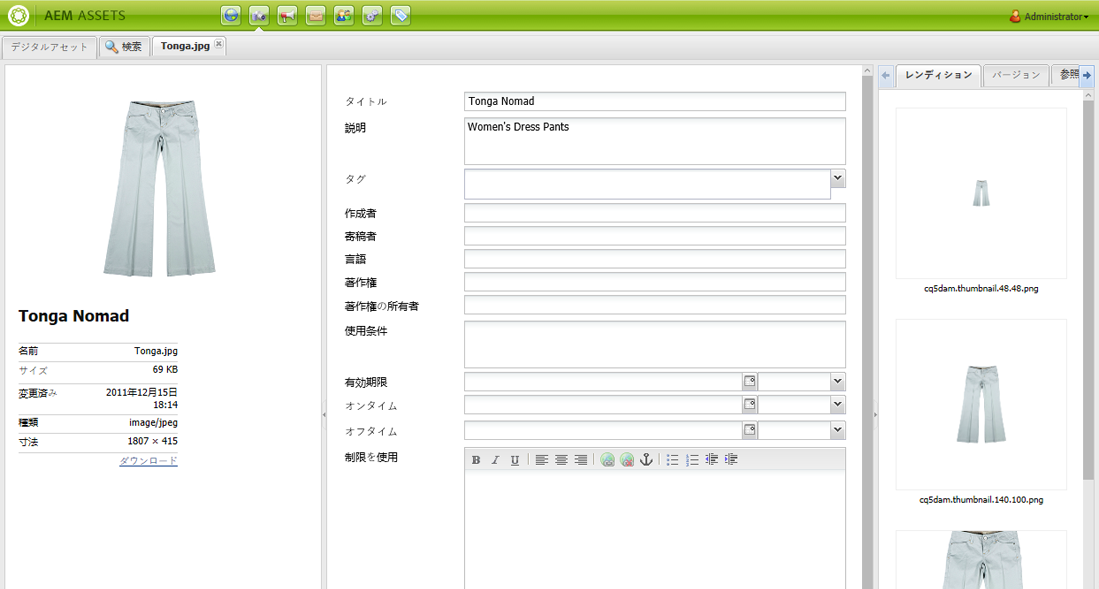 AEM ASSETS
Administrator
デジタルアセット
検索
Tonga.jpg
Tonga Nomad
名前 Tonga.jpg
サイズ 69 KB
変更済み 2011年12月15日
18:14
種類 image/jpeg
寸法 1807 × 415
ダウンロード
タイトル Tonga Nomad
説明 Women's Dress Pants
タグ
作成者
寄稿者
言語
著作権
著作権の所有者
使用条件
有効期限
オンタイム
オフタイム
制限を使用 B I U
レンディション バージョン 参照
cq5dam.thumbnail.48.48.png
cq5dam.thumbnail.140.100.png